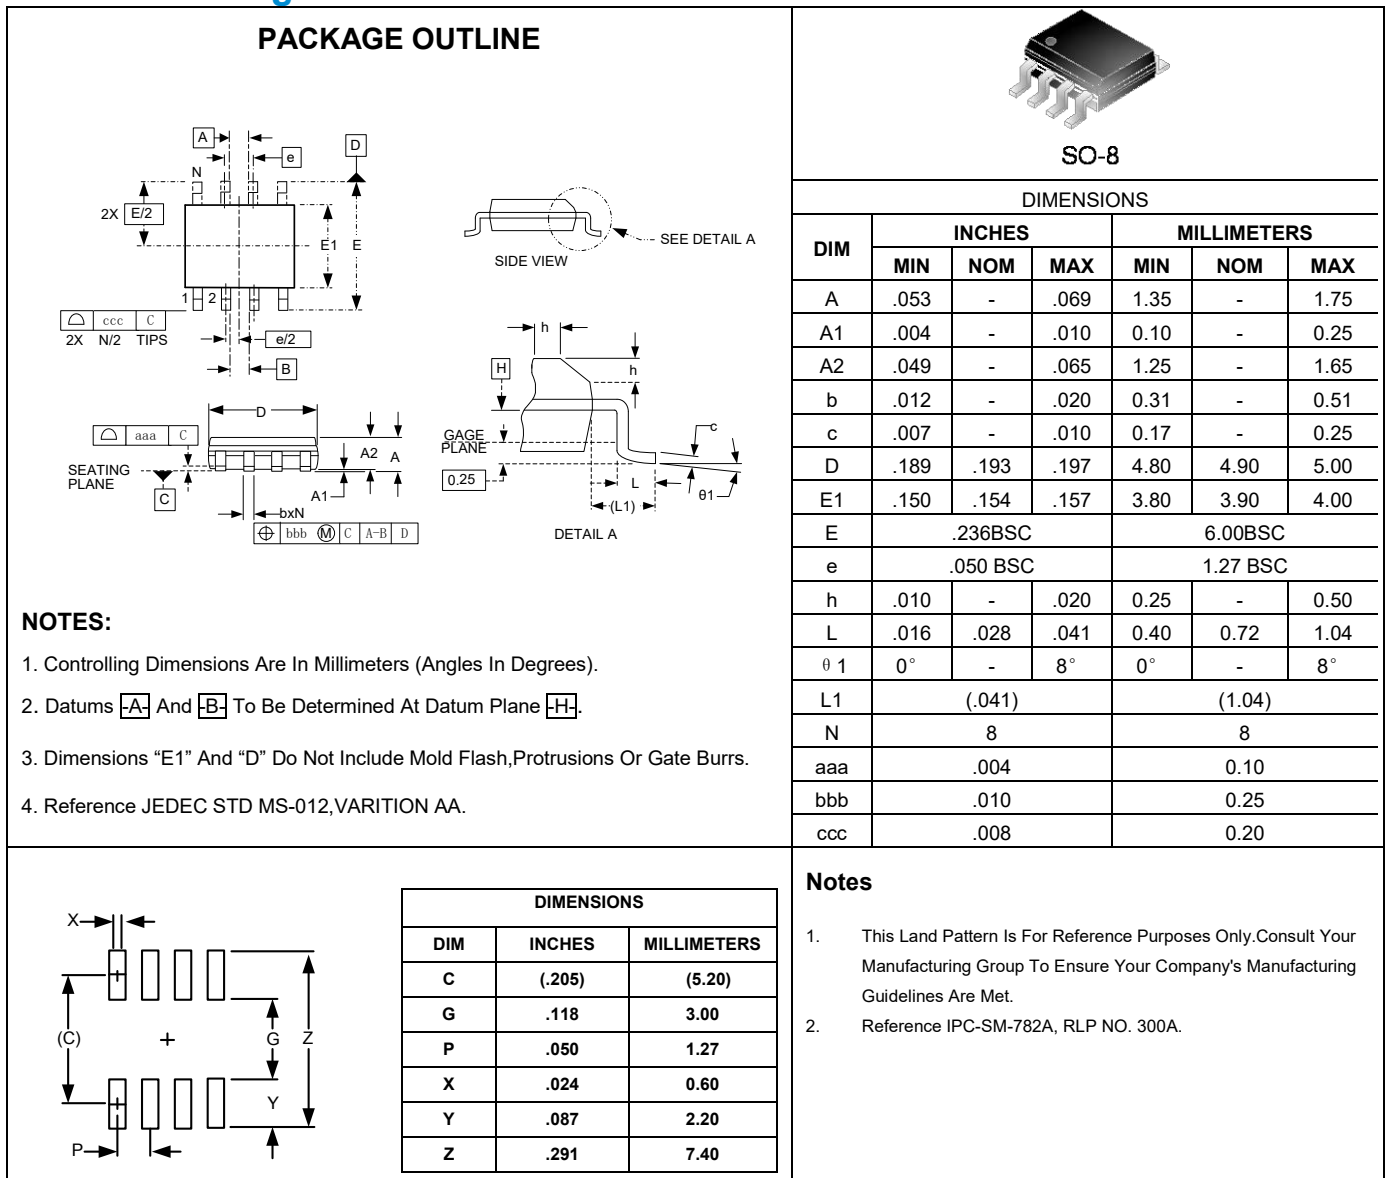 PACKAGE OUTLINE
A
e
D
N
2X E/2
E1 E
1 2
ccc C
2X N/2 TIPS
e/2
B
SEE DETAIL A
SIDE VIEW
D
aaa C
A2 A
SEATING
PLANE
C
A1
bxN
bbb M C A-B D
h
H
h
GAGE
PLANE
c
0.25
L
(L1)
θ1
DETAIL A
NOTES:
1. Controlling Dimensions Are In Millimeters (Angles In Degrees).
2. Datums -A- And -B- To Be Determined At Datum Plane -H-.
3. Dimensions “E1” And “D” Do Not Include Mold Flash,Protrusions Or Gate Burrs.
4. Reference JEDEC STD MS-012,VARITION AA.
SO-8
DIMENSIONS
DIM INCHES MILLIMETERS
MIN NOM MAX MIN NOM MAX
A .053 - .069 1.35 - 1.75
A1 .004 - .010 0.10 - 0.25
A2 .049 - .065 1.25 - 1.65
b .012 - .020 0.31 - 0.51
c .007 - .010 0.17 - 0.25
D .189 .193 .197 4.80 4.90 5.00
E1 .150 .154 .157 3.80 3.90 4.00
E .236BSC 6.00BSC
e .050 BSC 1.27 BSC
h .010 - .020 0.25 - 0.50
L .016 .028 .041 0.40 0.72 1.04
θ1 0° - 8° 0° - 8°
L1 (.041) (1.04)
N 8 8
aaa .004 0.10
bbb .010 0.25
ccc .008 0.20
X
(C)
G
Z
Y
P
DIMENSIONS
DIM INCHES MILLIMETERS
C (.205) (5.20)
G .118 3.00
P .050 1.27
X .024 0.60
Y .087 2.20
Z .291 7.40
Notes
1. This Land Pattern Is For Reference Purposes Only.Consult Your
Manufacturing Group To Ensure Your Company's Manufacturing
Guidelines Are Met.
2. Reference IPC-SM-782A, RLP NO. 300A.